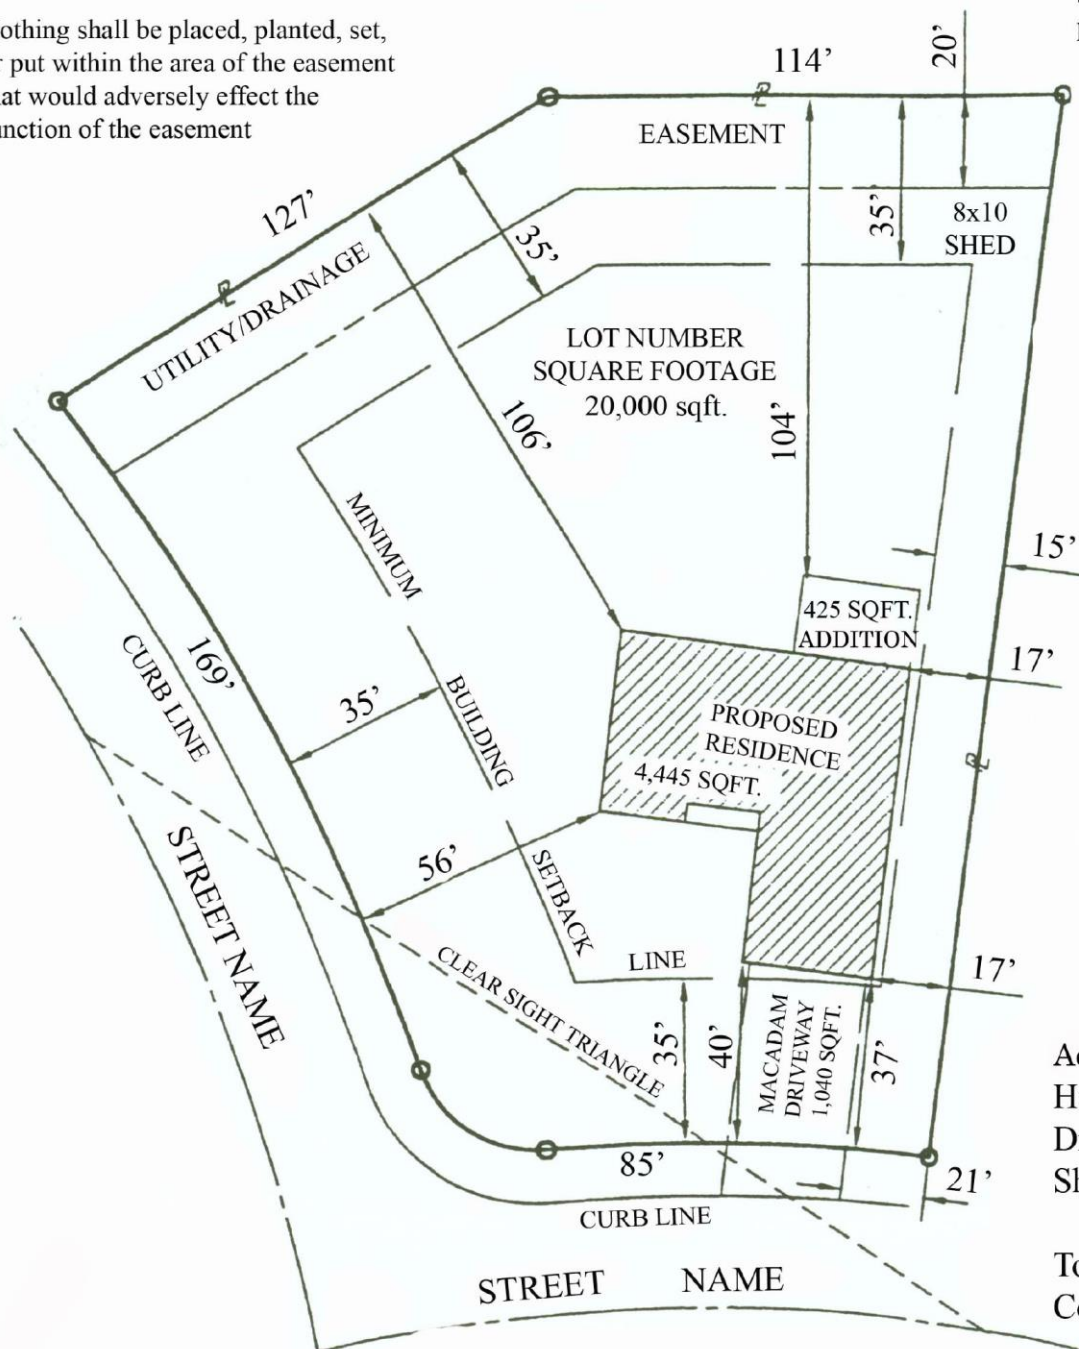 othing shall be placed, planted, set,
r put within the area of the easement
at would adversely effect the
unction of the easement
114’
20’
EASEMENT
127’
35’
35’
8x10
SHED
UTILITY/DRAINAGE
LOT NUMBER
SQUARE FOOTAGE
20,000 sqft.
106’
104’
MINIMUM
15’
425 SQFT.
ADDITION
CURB LINE
169’
17’
35’
BUILDING
PROPOSED
RESIDENCE
4,445 SQFT.
56’
SETBACK
STREET NAME
LINE
CLEAR SIGHT TRIANGLE
17’
35’
40’
MACADAM
DRIVEWAY
1,040 SQFT.
37’
85’
21’
CURB LINE
STREET NAME
H
To